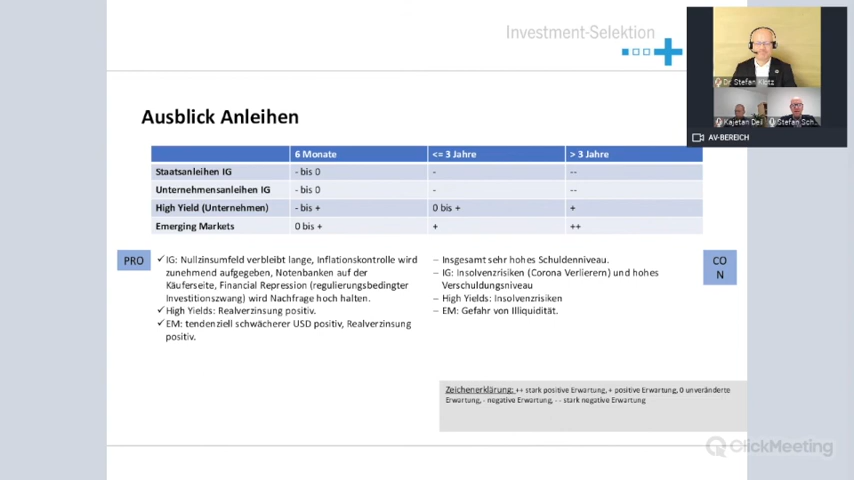 Investment-Selektion
Dr. Stefan Klotz
Kajetan Deil
Stefan Sch...
AV-BEREICH
Ausblick Anleihen
6 Monate <= 3 Jahre > 3 Jahre
Staatsanleihen IG - bis 0 - --
Unternehmensanleihen IG - bis 0 - --
High Yield (Unternehmen) - bis + 0 bis + +
Emerging Markets 0 bis + + ++
PRO
✓IG: Nullzinsumfeld verbleibt lange, Inflationskontrolle wird
zunehmend aufgegeben, Notenbanken auf der
Käuferseite, Financial Repression (regulierungsbedingter
Investitionszwang) wird Nachfrage hoch halten.
✓High Yields: Realverzinsung positiv.
✓EM: tendenziell schwächerer USD positiv, Realverzinsung
positiv.
– Insgesamt sehr hohes Schuldenniveau.
– IG: Insolvenzrisiken (Corona Verlierern) und hohes
Verschuldungsniveau
– High Yields: Insolvenzrisiken
– EM: Gefahr von Illiquidität.
CO
N
Zeichenerklärung: ++ stark positive Erwartung, + positive Erwartung, 0 unveränderte
Erwartung, - negative Erwartung, - - stark negative Erwartung
ClickMeeting